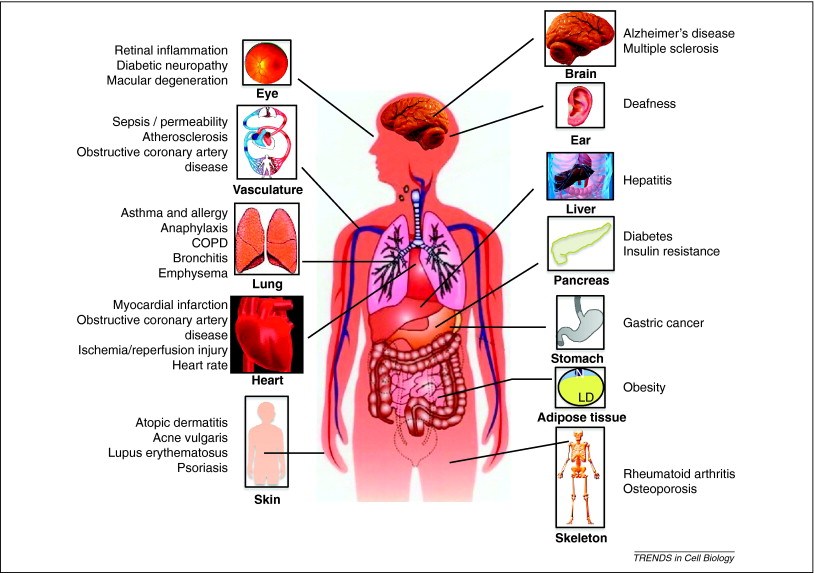 Retinal inflammation
Diabetic neuropathy
Macular degeneration
Eye
Sepsis / permeability
Atherosclerosis
Obstructive coronary artery
disease
Vasculature
Asthma and allergy
Anaphylaxis
COPD
Bronchitis
Emphysema
Lung
Myocardial infarction
Obstructive coronary artery
disease
Ischemia/reperfusion injury
Heart rate
Heart
Atopic dermatitis
Acne vulgaris
Lupus erythematosus
Psoriasis
Skin
Alzheimer's disease
Multiple sclerosis
Brain
Deafness
Ear
Hepatitis
Liver
Diabetes
Insulin resistance
Pancreas
Gastric cancer
Stomach
N
LD
Obesity
Adipose tissue
Rheumatoid arthritis
Osteoporosis
Skeleton
TRENDS in Cell Biology